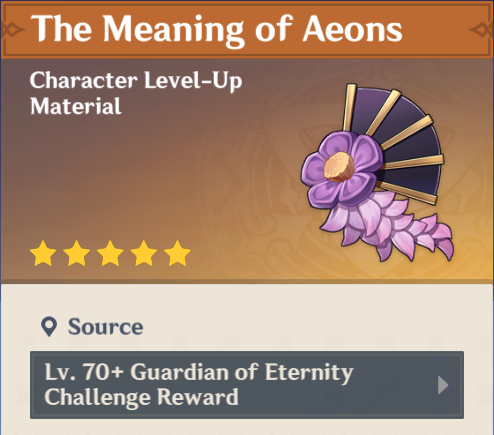 The Meaning of Aeons
Character Level-Up
Material
Source
Lv. 70+ Guardian of Eternity
Challenge Reward